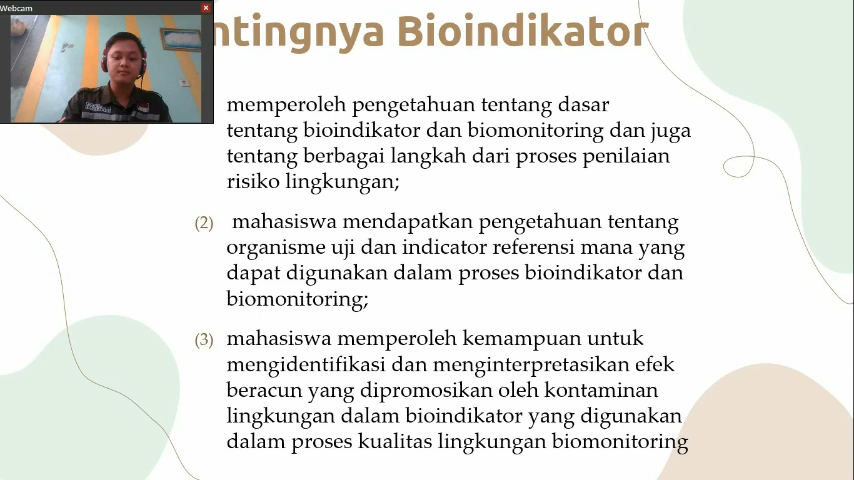 Webcam
ntingnya Bioindikator
memperoleh pengetahuan tentang dasar
tentang bioindikator dan biomonitoring dan juga
tentang berbagai langkah dari proses penilaian
risiko lingkungan;
(2) mahasiswa mendapatkan pengetahuan tentang
organisme uji dan indicator referensi mana yang
dapat digunakan dalam proses bioindikator dan
biomonitoring;
(3) mahasiswa memperoleh kemampuan untuk
mengidentifikasi dan menginterpretasikan efek
beracun yang dipromosikan oleh kontaminan
lingkungan dalam bioindikator yang digunakan
dalam proses kualitas lingkungan biomonitoring